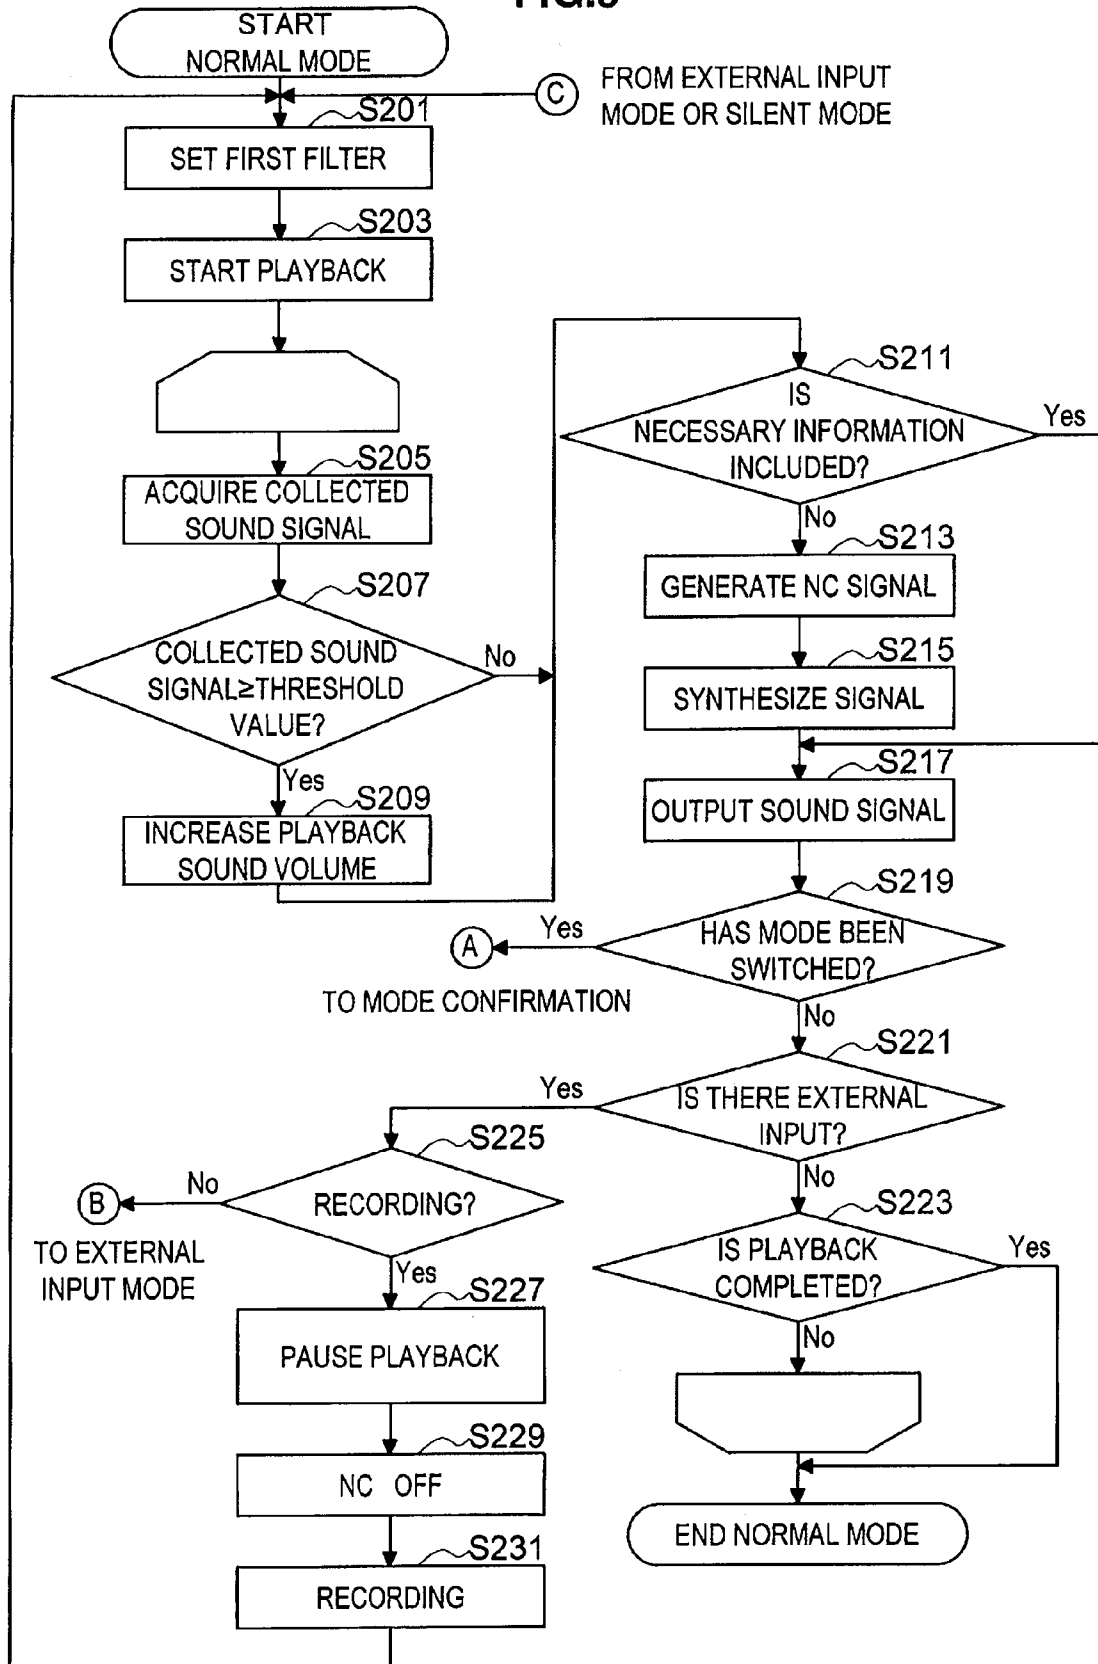 START
NORMAL MODE
C
FROM EXTERNAL INPUT
MODE OR SILENT MODE
S201
SET FIRST FILTER
S203
START PLAYBACK
S205
ACQUIRE COLLECTED
SOUND SIGNAL
S207
COLLECTED SOUND
SIGNAL≥THRESHOLD
VALUE?
No
Yes
S209
INCREASE PLAYBACK
SOUND VOLUME
S211
IS
NECESSARY INFORMATION
INCLUDED?
Yes
No
S213
GENERATE NC SIGNAL
S215
SYNTHESIZE SIGNAL
S217
OUTPUT SOUND SIGNAL
S219
HAS MODE BEEN
SWITCHED?
Yes
A
TO MODE CONFIRMATION
No
S221
IS THERE EXTERNAL
INPUT?
Yes
No
S225
RECORDING?
No
B
TO EXTERNAL
INPUT MODE
Yes
S227
PAUSE PLAYBACK
S229
NC OFF
S231
RECORDING
S223
IS PLAYBACK
COMPLETED?
Yes
No
END NORMAL MODE